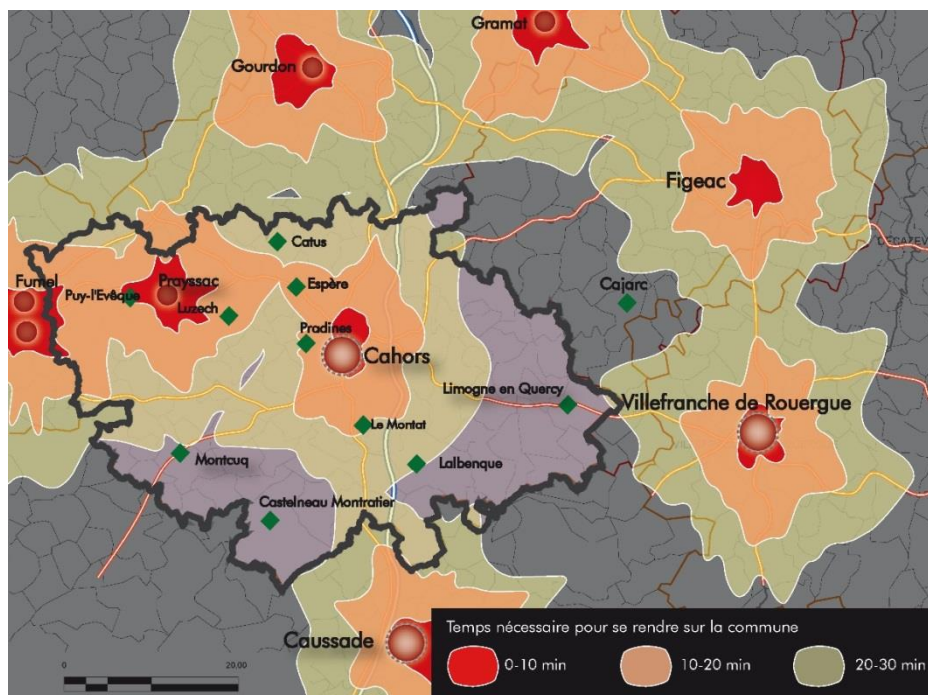 Gramat
Gourdon
Figeac
DECAZEV
Catus
Fumel
Prayssac
Espère
Cajarc
Puy-l'Evêque
Luzech
Pradines
Cahors
Limogne en Quercy
Villefranche de Rouergue
Le Montat
Montcuq
Lalbenque
Castelneau Montratier
Caussade
Temps nécessaire pour se rendre sur la commune
0-10 min
10-20 min
20-30 min
0
20,00